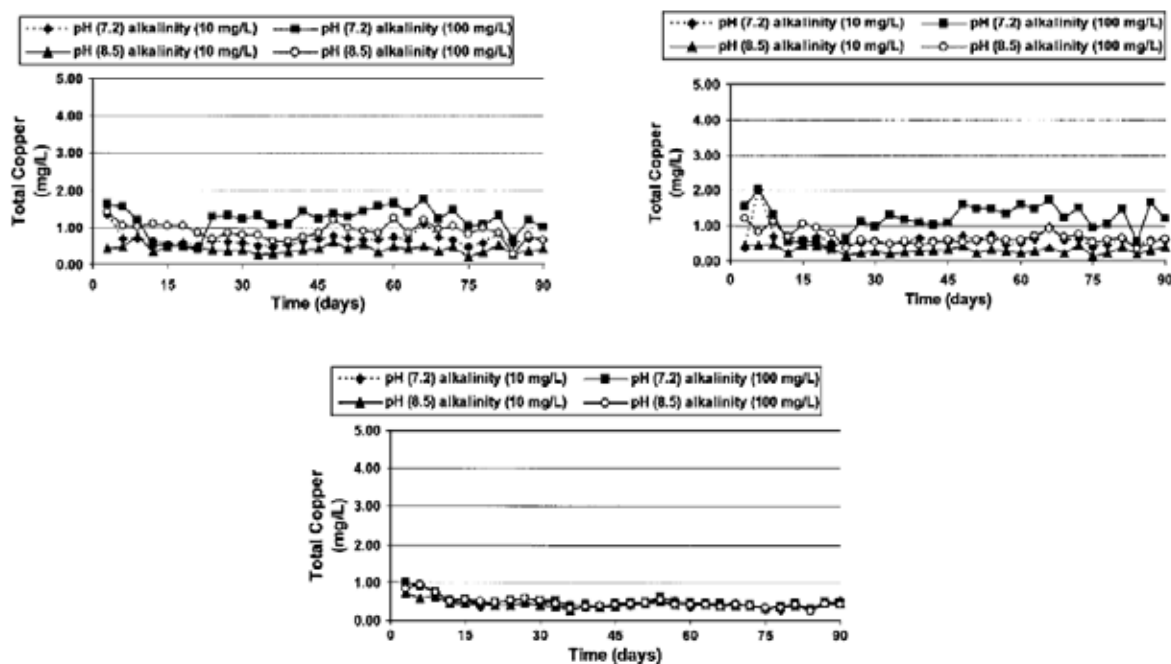 pH (7.2) alkalinity (10 mg/L) pH (7.2) alkalinity (100 mg/L)
pH (8.5) alkalinity (10 mg/L) pH (8.5) alkalinity (100 mg/L)
5.00
4.00
3.00
2.00
1.00
0.00
Total Copper
(mg/L)
0 15 30 45 60 75 90
Time (days)
pH (7.2) alkalinity (10 mg/L) pH (7.2) alkalinity (100 mg/L)
pH (8.5) alkalinity (10 mg/L) pH (8.5) alkalinity (100 mg/L)
5.00
4.00
3.00
2.00
1.00
0.00
Total Copper
(mg/L)
0 15 30 45 60 75 90
Time (days)
pH (7.2) alkalinity (10 mg/L) pH (7.2) alkalinity (100 mg/L)
pH (8.5) alkalinity (10 mg/L) pH (8.5) alkalinity (100 mg/L)
5.00
4.00
3.00
2.00
1.00
0.00
Total Copper
(mg/L)
0 15 30 45 60 75 90
Time (days)